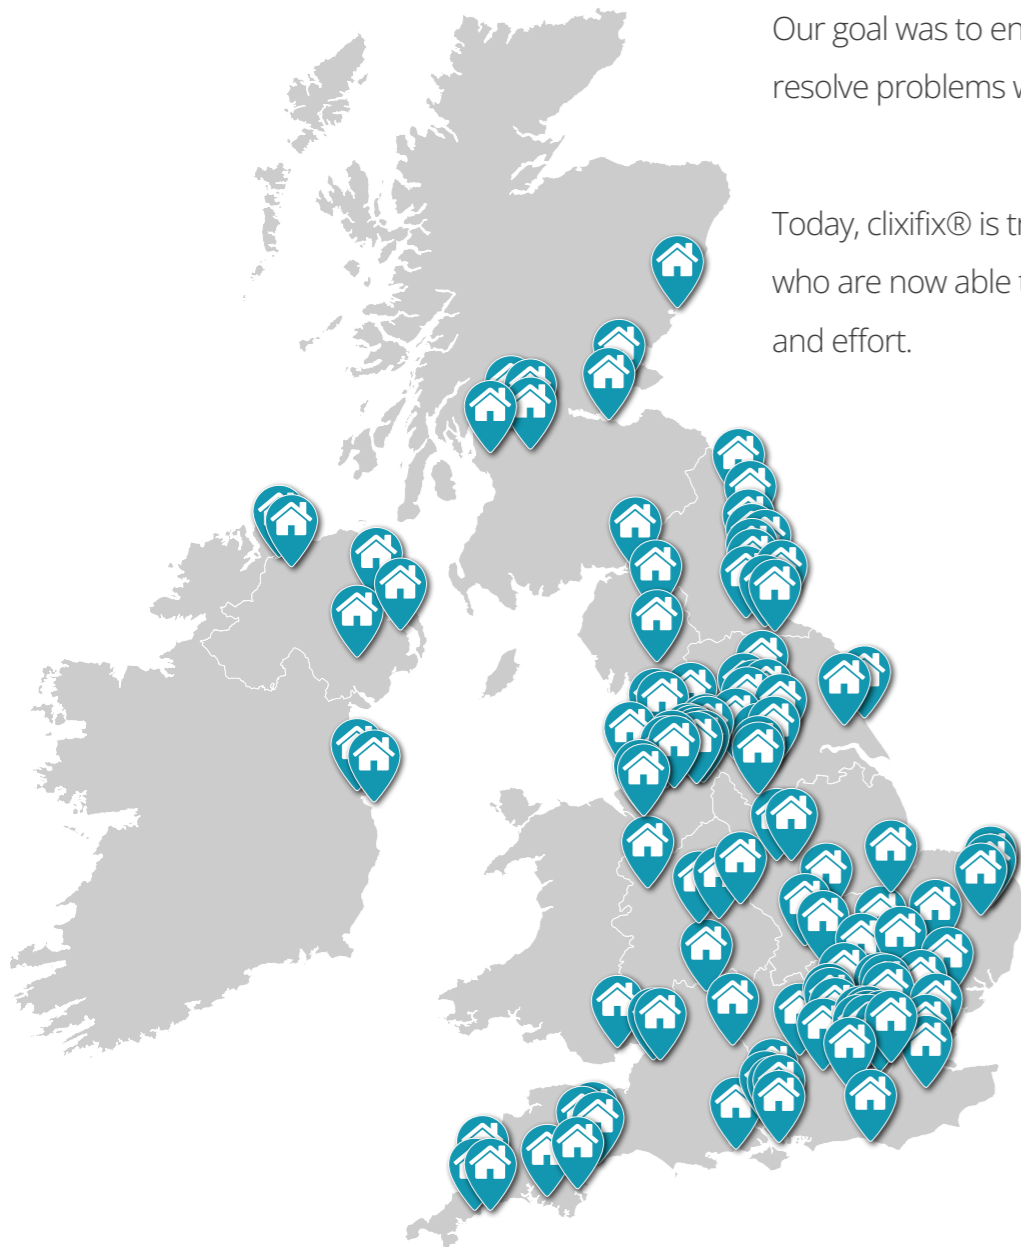 Our goal was to en
resolve problems w
Today, clixifix® is tr
who are now able t
and effort.